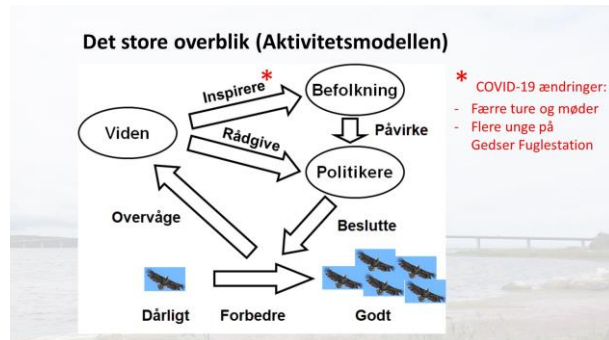 Det store overblik (Aktivitetsmodellen)
Inspirere *
Befolkning
* COVID-19 ændringer:
- Færre ture og møder
- Flere unge på
Gedser Fuglestation
Viden
Rådgive
Påvirke
Politikere
Overvåge
Beslutte
Dårligt
Forbedre
Godt